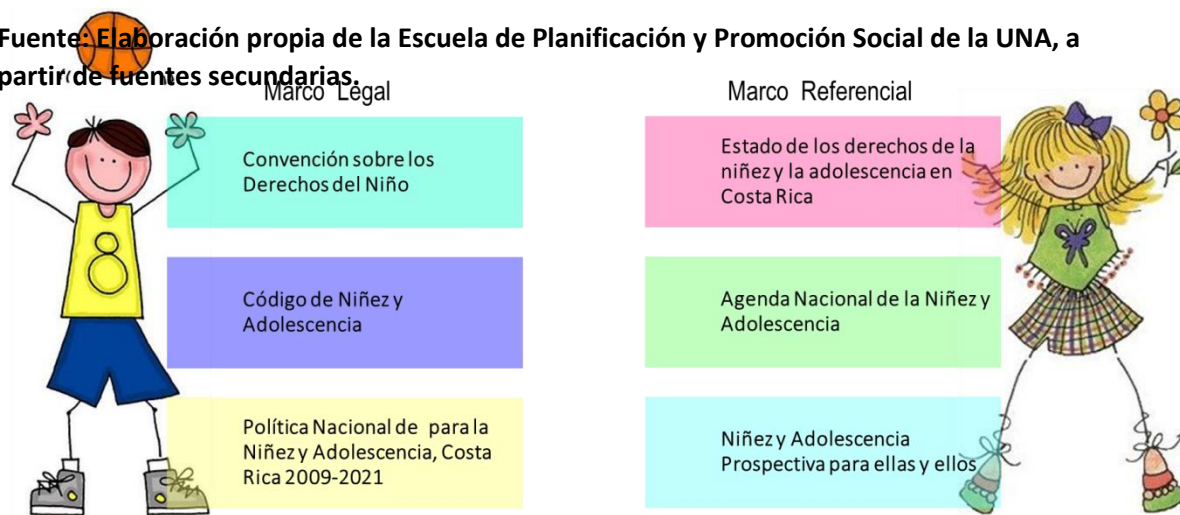 Fuente: Elaboración propia de la Escuela de Planificación y Promoción Social de la UNA, a
partir de fuentes secundarias.
Marco Legal
Convención sobre los
Derechos del Niño
Código de Niñez y
Adolescencia
Política Nacional de para la
Niñez y Adolescencia, Costa
Rica 2009-2021
Marco Referencial
Estado de los derechos de la
niñez y la adolescencia en
Costa Rica
Agenda Nacional de la Niñez y
Adolescencia
Niñez y Adolescencia
Prospectiva para ellas y ellos
8